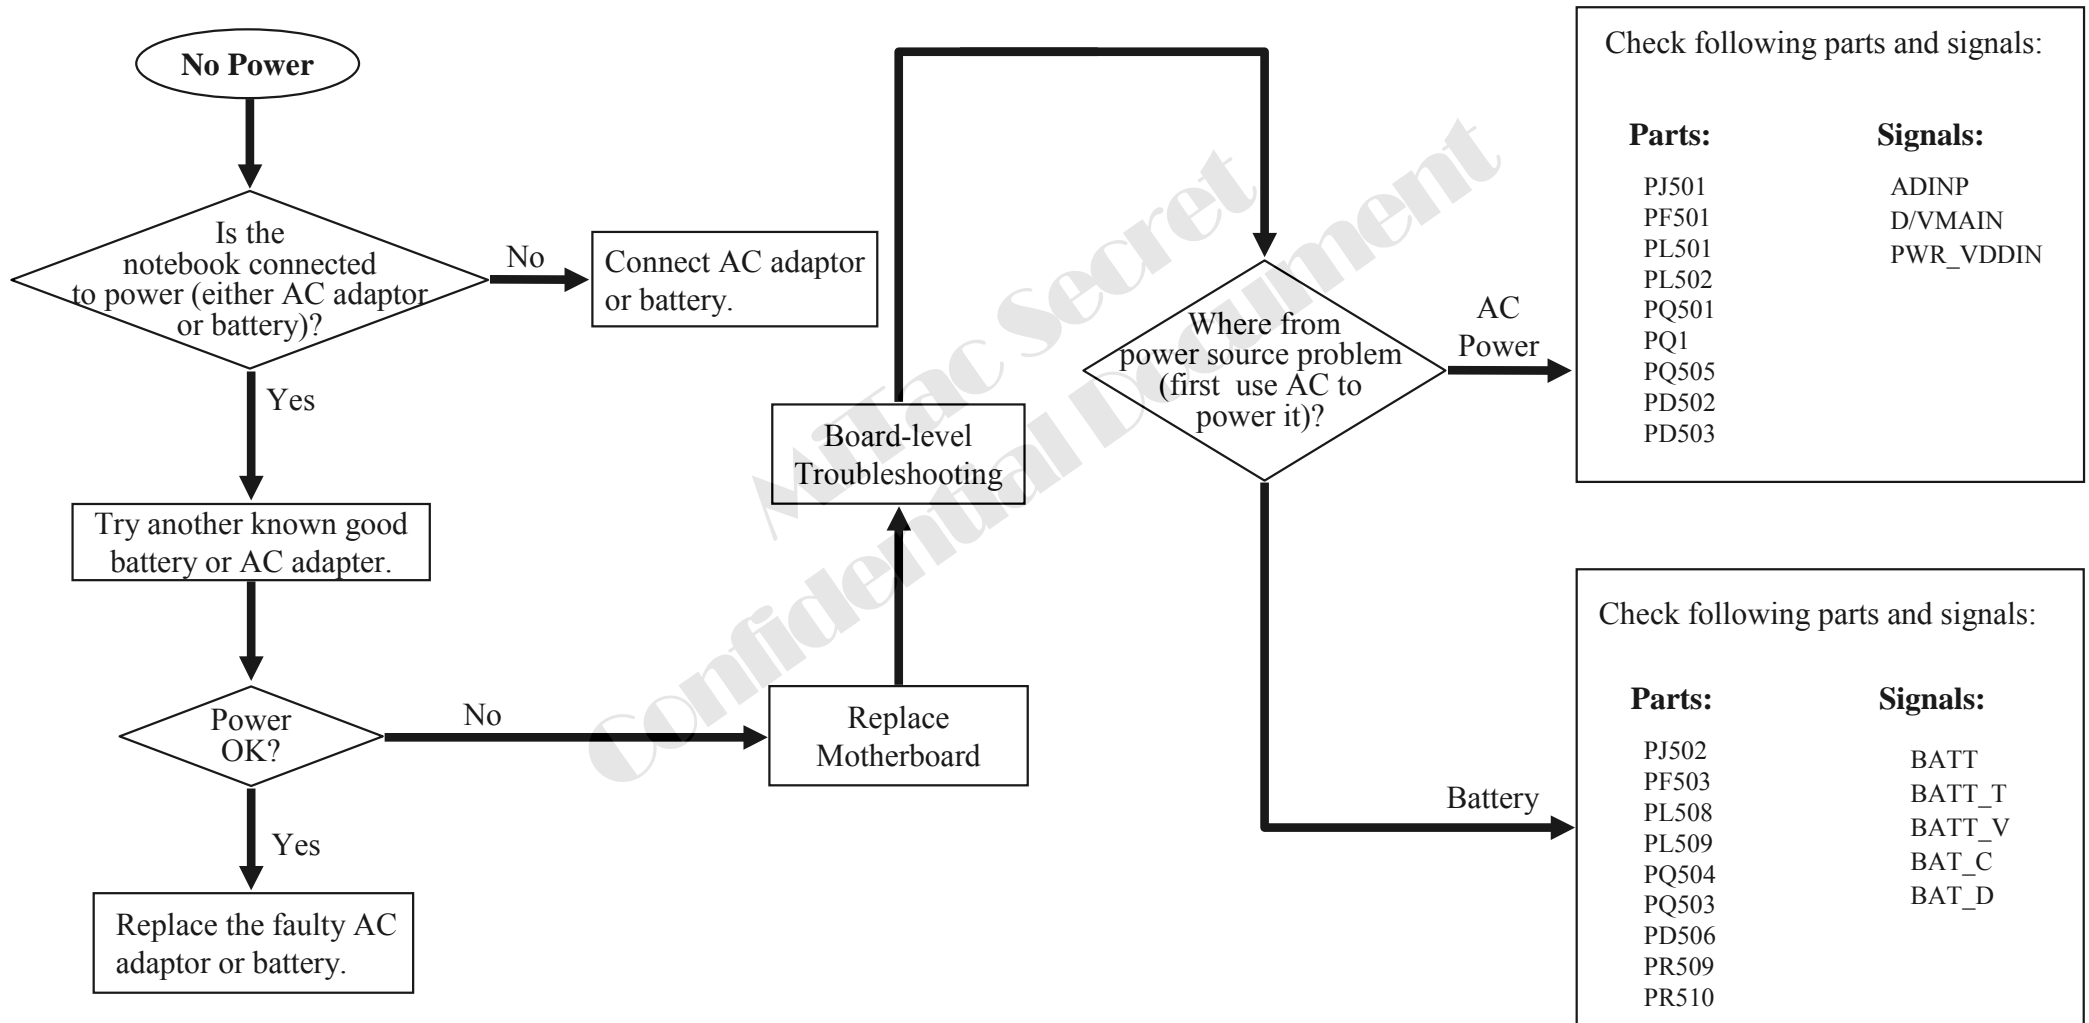 No Power
Is the
notebook connected
to power (either AC adaptor
or battery)?
No
Connect AC adaptor
or battery.
Yes
Try another known good
battery or AC adapter.
Power
OK?
No
Replace
Motherboard
Yes
Replace the faulty AC
adaptor or battery.
Board-level
Troubleshooting
Where from
power source problem
(first use AC to
power it)?
AC
Power
Battery
Check following parts and signals:
Parts:
PJ501
PF501
PL501
PL502
PQ501
PQ1
PQ505
PD502
PD503
Signals:
ADINP
D/VMAIN
PWR_VDDIN
Check following parts and signals:
Parts:
PJ502
PF503
PL508
PL509
PQ504
PQ503
PD506
PR509
PR510
Signals:
BATT
BATT_T
BATT_V
BAT_C
BAT_D
MiTac Secret
Confidential Document